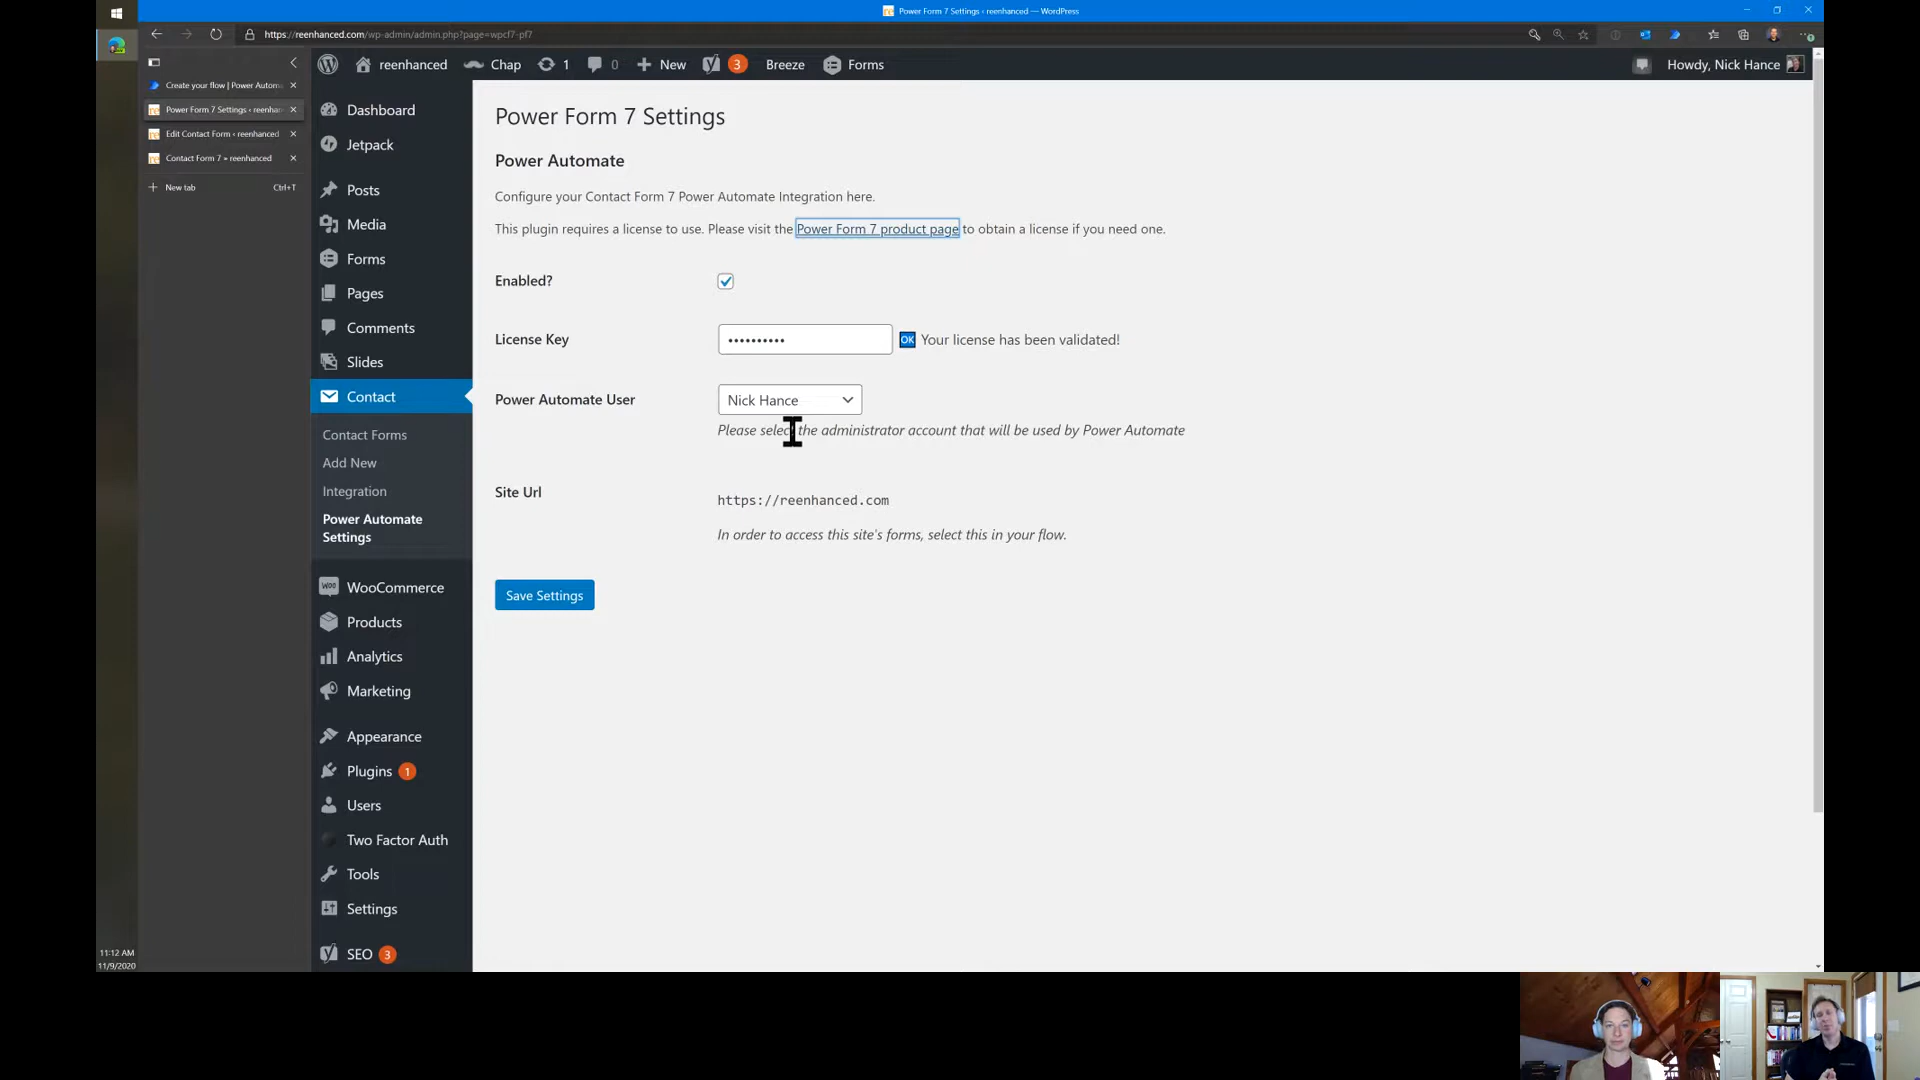 Power Form 7 Settings ‹ reenhanced — WordPress
https://reenhanced.com/wp-admin/admin.php?page=wpcf7-pf7
Create your flow | Power Autom
Power Form 7 Settings ‹ reenhan
Edit Contact Form ‹ reenhanced
Contact Form 7 • reenhanced
New tab Ctrl+T
reenhanced Chap 1 0 New 3 Breeze Forms Howdy, Nick Hance
Dashboard
Jetpack
Posts
Media
Forms
Pages
Comments
Slides
Contact
Contact Forms
Add New
Integration
Power Automate
Settings
WooCommerce
Products
Analytics
Marketing
Appearance
Plugins 1
Users
Two Factor Auth
Tools
Settings
SEO 3
Power Form 7 Settings
Power Automate
Configure your Contact Form 7 Power Automate Integration here.
This plugin requires a license to use. Please visit the Power Form 7 product page to obtain a license if you need one.
Enabled?
License Key •••••••••• OK Your license has been validated!
Power Automate User Nick Hance
Please select the administrator account that will be used by Power Automate
Site Url
https://reenhanced.com
In order to access this site's forms, select this in your flow.
Save Settings
11:12 AM
11/9/2020